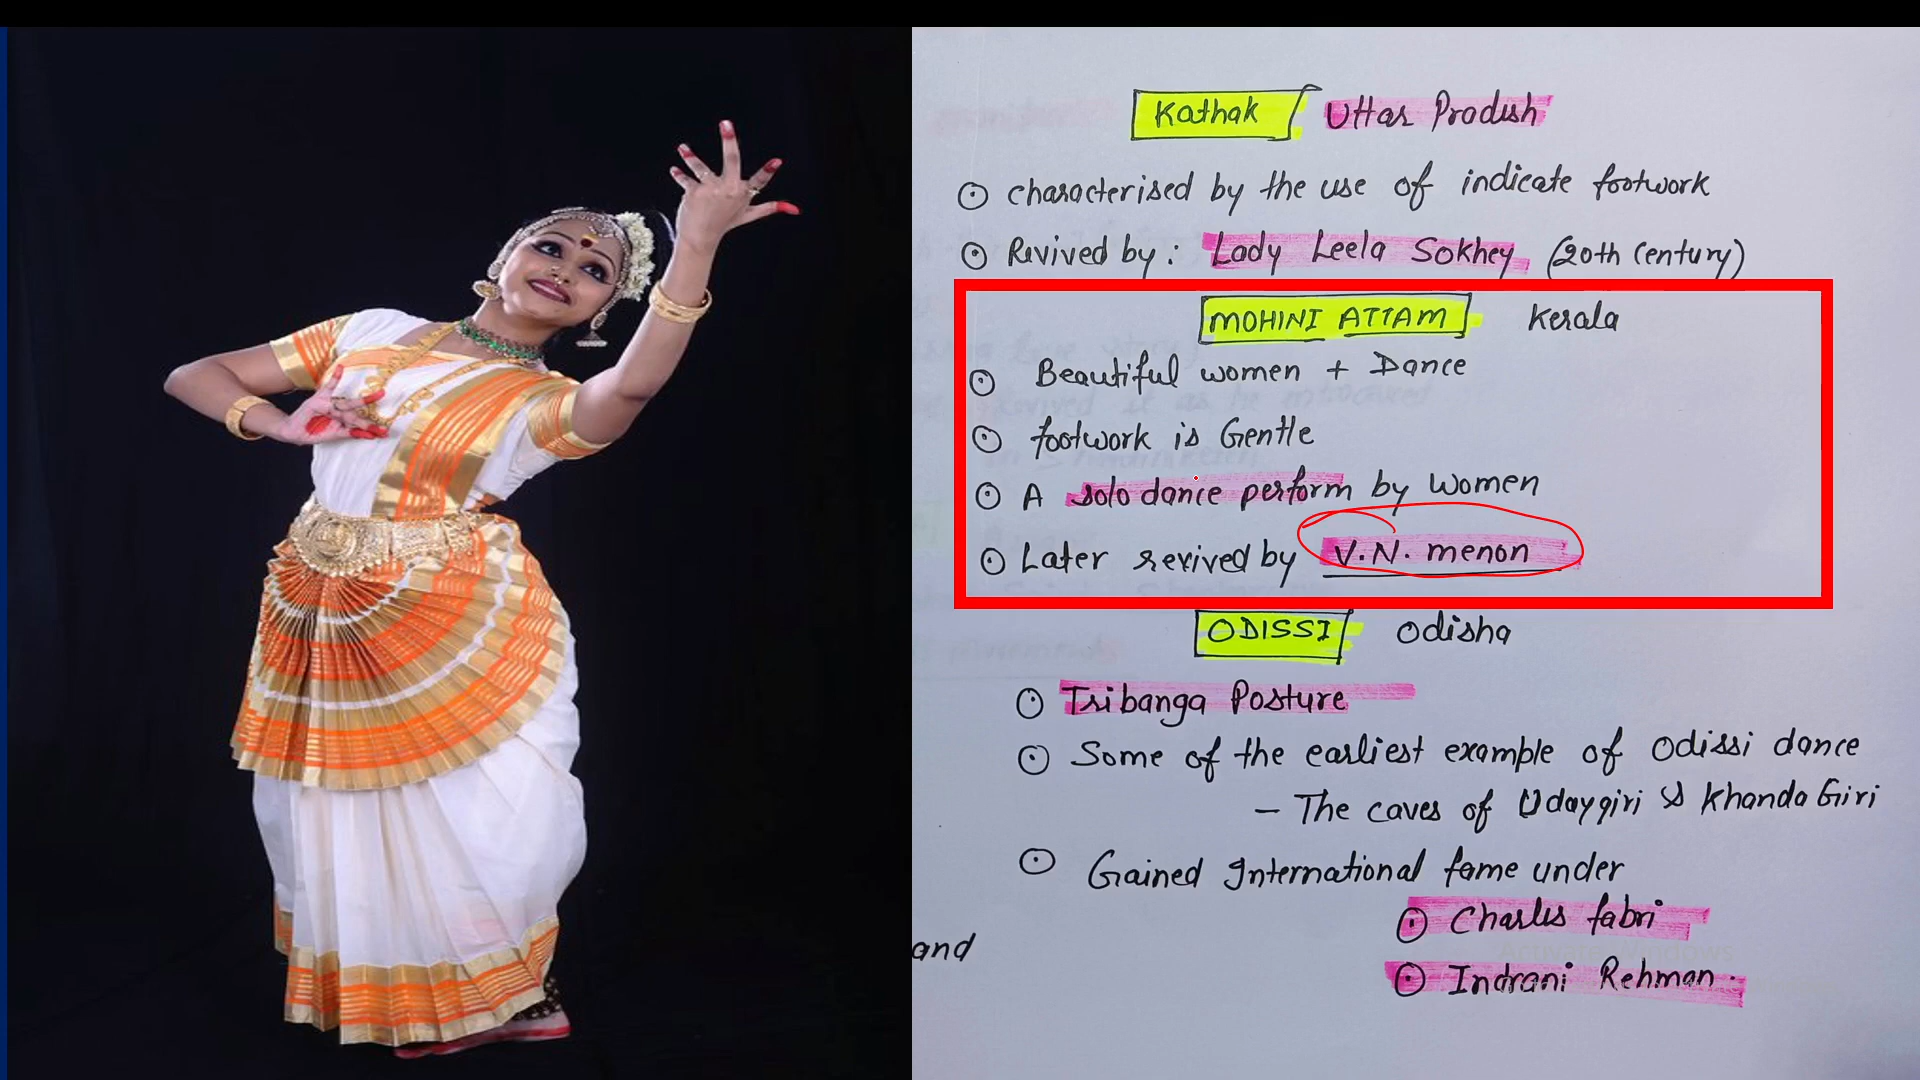 Kathak Uttar Pradish
characterised by the use of indicate footwork
Revived by: Lady Leela Sokhey (20th Century)
MOHINI ATTAM Kerala
Beautiful women + Dance
footwork is Gentle
A solo dance perform by women
Later revived by V.N. menon
ODISSI Odisha
Tribanga Posture
Some of the earliest example of Odissi dance
- The caves of Udaygiri & Khanda Giri
Gained International fame under
Charles fabri
and
Indrani Rehman.